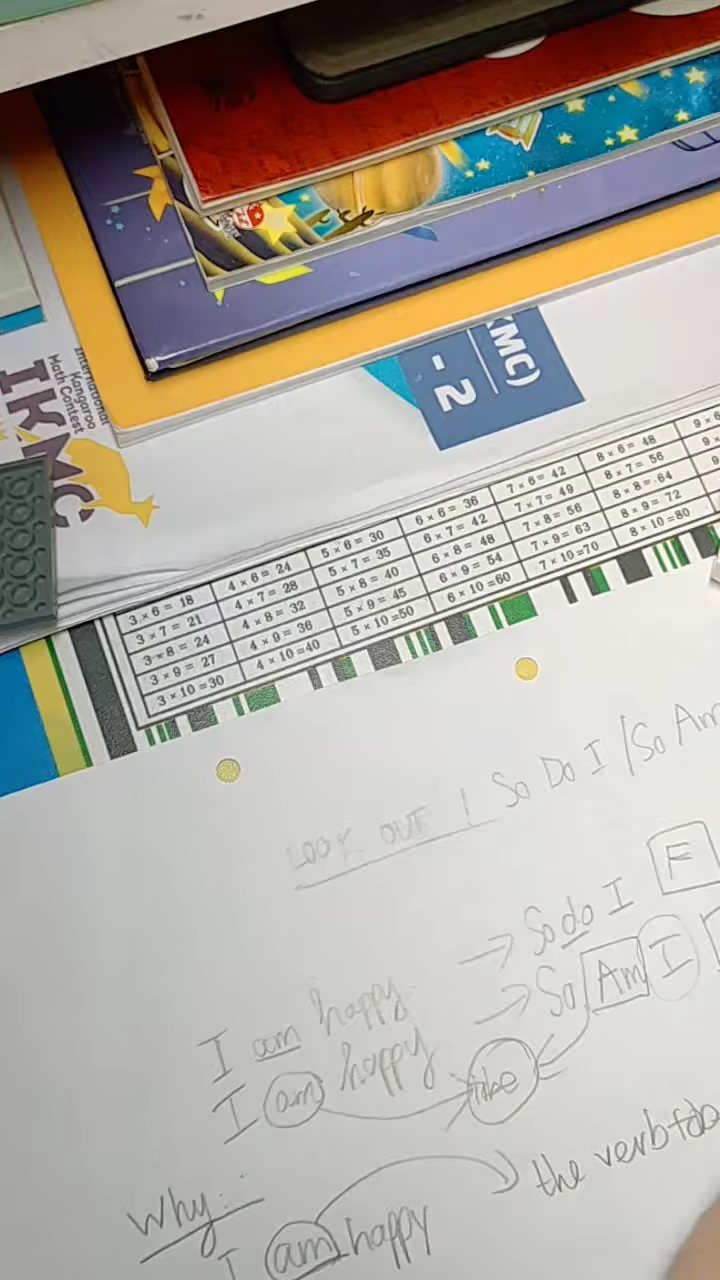 International
Kangaroo
Math Contest
IKMC
KMC)
- 2
3 × 6 = 18
3 × 7 = 21
3 × 8 = 24
3 × 9 = 27
3 × 10 =30
4 × 6 = 24
4 × 7 = 28
4 × 8 = 32
4 × 9 = 36
4 × 10 =40
5 × 6 = 30
5 × 7 = 35
5 × 8 = 40
5 × 9 = 45
5 × 10 =50
6 × 6 = 36
6 × 7 = 42
6 × 8 = 48
6 × 9 = 54
6 × 10 =60
7 × 6 = 42
7 × 7 = 49
7 × 8 = 56
7 × 9 = 63
7 × 10 =70
8 × 6 = 48
8 × 7 = 56
8 × 8 = 64
8 × 9 = 72
8 × 10 =80
9 × 6
9 ×
9
LOOK OUT ! So Do I / So Am
I am happy. → So do I F
I am happy → So Am I
like
Why:
I am happy the verb